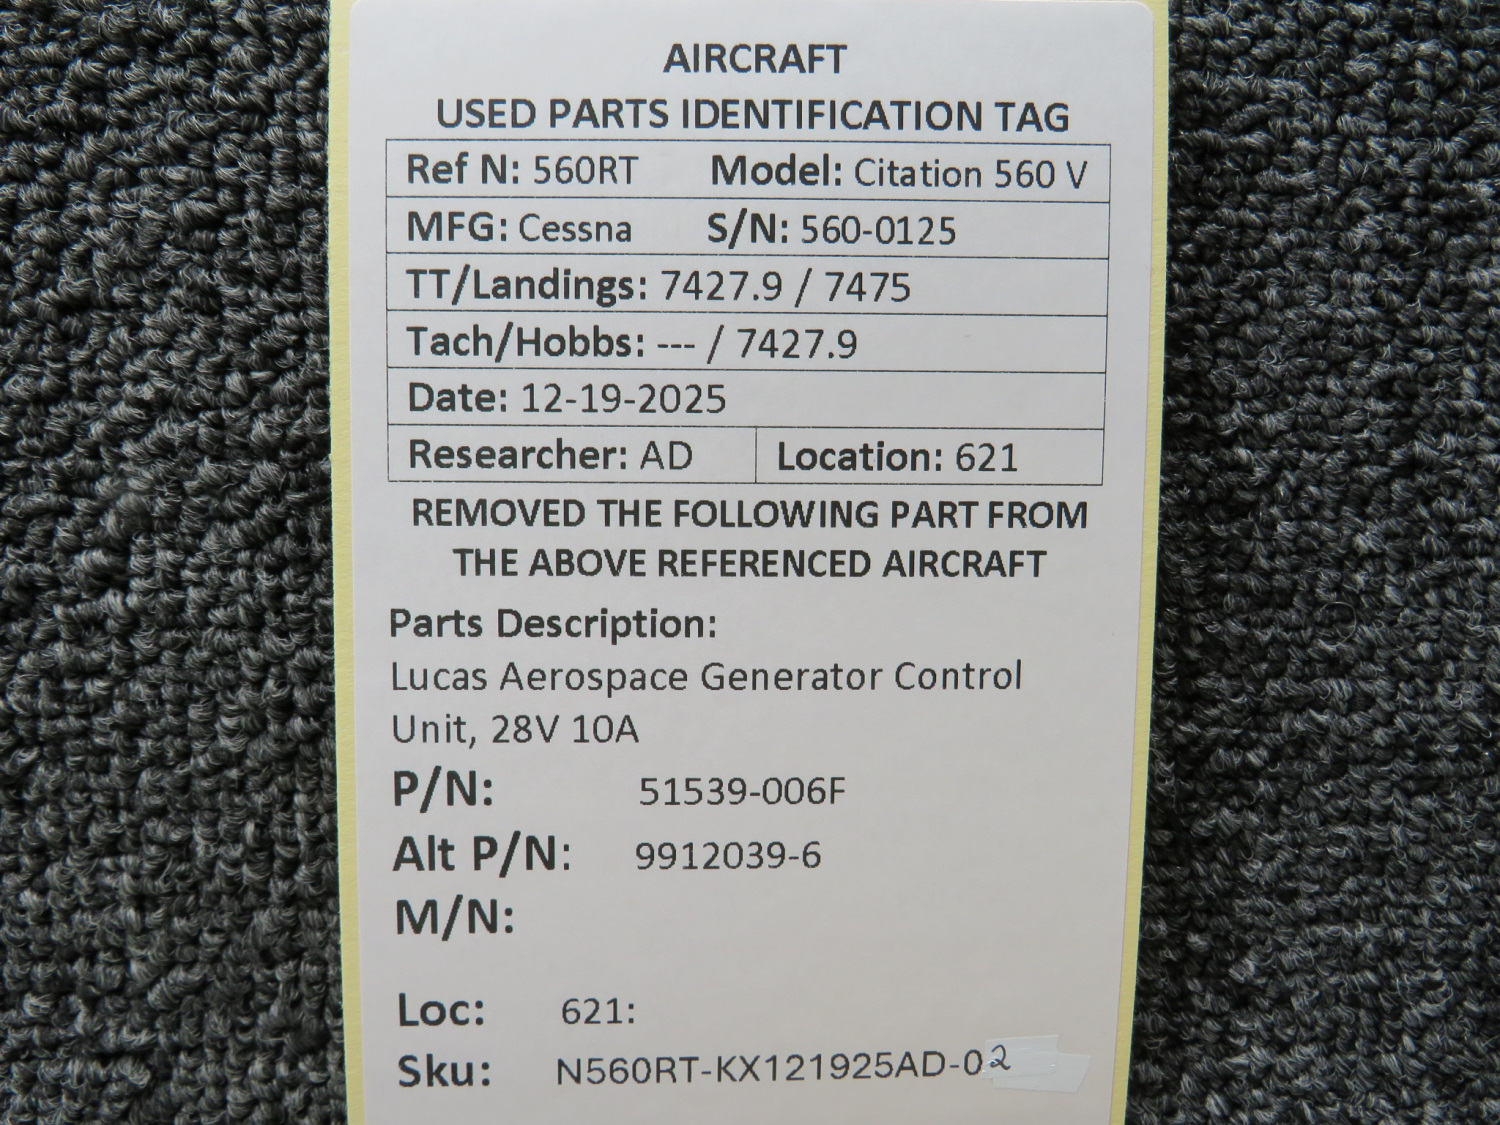 AIRCRAFT
USED PARTS IDENTIFICATION TAG
Ref N: 560RT Model: Citation 560 V
MFG: Cessna S/N: 560-0125
TT/Landings: 7427.9 / 7475
Tach/Hobbs: --- / 7427.9
Date: 12-19-2025
Researcher: AD Location: 621
REMOVED THE FOLLOWING PART FROM
THE ABOVE REFERENCED AIRCRAFT
Parts Description:
Lucas Aerospace Generator Control
Unit, 28V 10A
P/N: 51539-006F
Alt P/N: 9912039-6
M/N:
Loc: 621:
Sku: N560RT-KX121925AD-02